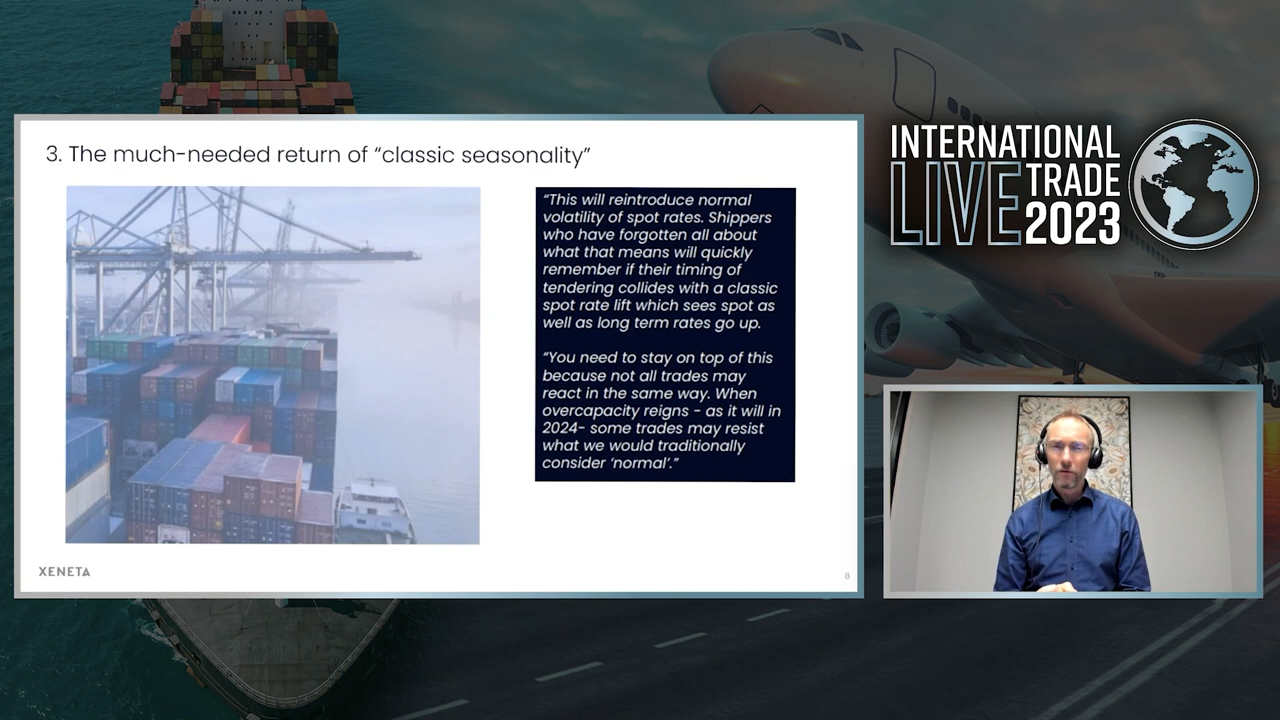 3. The much-needed return of “classic seasonality”
“This will reintroduce normal
volatility of spot rates. Shippers
who have forgotten all about
what that means will quickly
remember if their timing of
tendering collides with a classic
spot rate lift which sees spot as
well as long term rates go up.
“You need to stay on top of this
because not all trades may
react in the same way. When
overcapacity reigns - as it will in
2024- some trades may resist
what we would traditionally
consider ‘normal’.”
XENETA
8
INTERNATIONAL
LIVE TRADE
2023